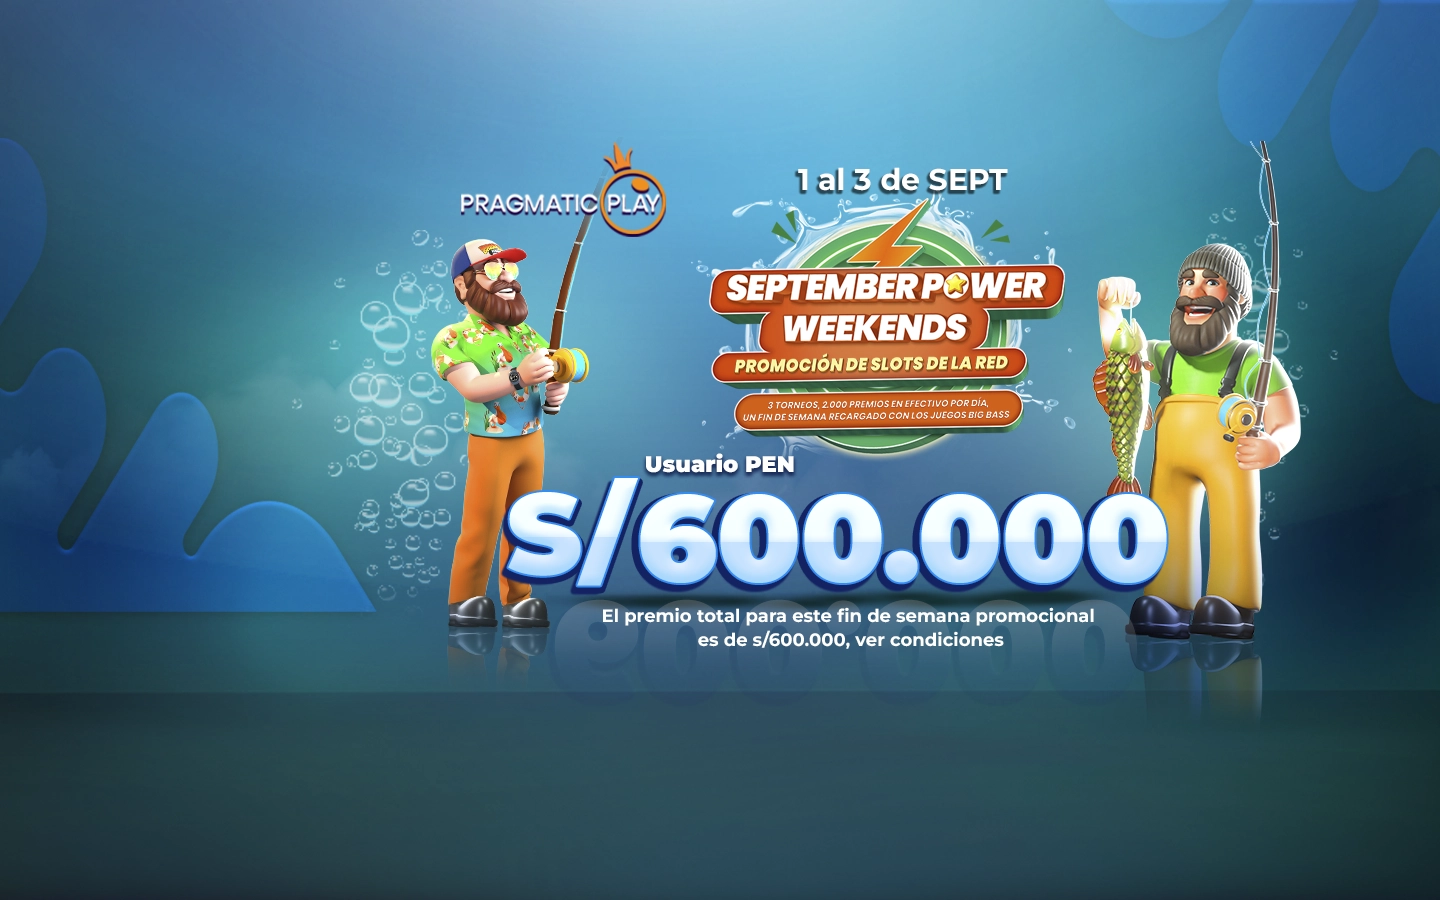 PRAGMATIC PLAY
1 al 3 de SEPT
SEPTEMBER POWER
WEEKENDS
PROMOCIÓN DE SLOTS DE LA RED
3 TORNEOS, 2.000 PREMIOS EN EFECTIVO POR DÍA,
UN FIN DE SEMANA RECARGADO CON LOS JUEGOS BIG BASS
Usuario PEN
S/600.000
El premio total para este fin de semana promocional
es de s/600.000, ver condiciones